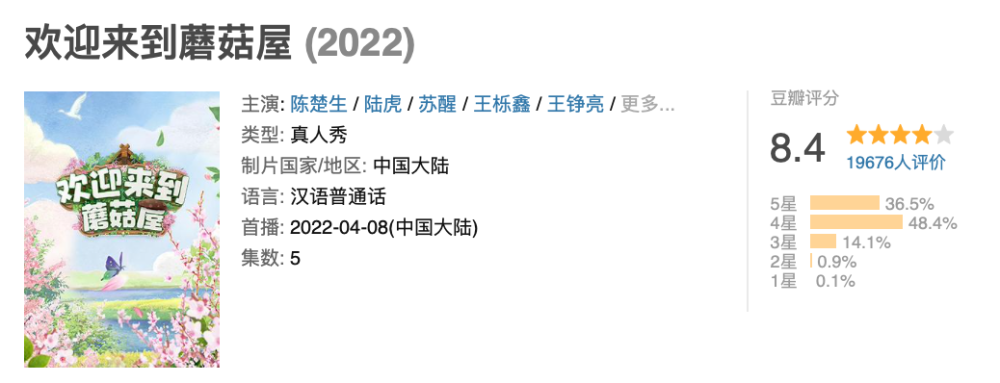 欢迎来到蘑菇屋 (2022)
欢迎来到
蘑菇屋
主演: 陈楚生 / 陆虎 / 苏醒 / 王栎鑫 / 王铮亮 / 更多...
类型: 真人秀
制片国家/地区: 中国大陆
语言: 汉语普通话
首播: 2022-04-08(中国大陆)
集数: 5
豆瓣评分
8.4
19676人评价
5星 36.5%
4星 48.4%
3星 14.1%
2星 0.9%
1星 0.1%